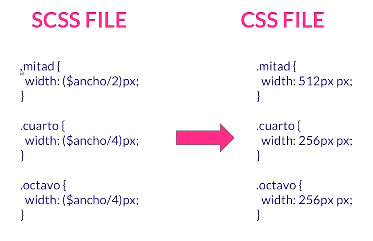 SCSS FILE
.mitad {
width: ($ancho/2)px;
}
.cuarto {
width: ($ancho/4)px;
}
.octavo {
width: ($ancho/4)px;
}
CSS FILE
.mitad {
width: 512px px;
}
.cuarto {
width: 256px px;
}
.octavo {
width: 256px px;
}